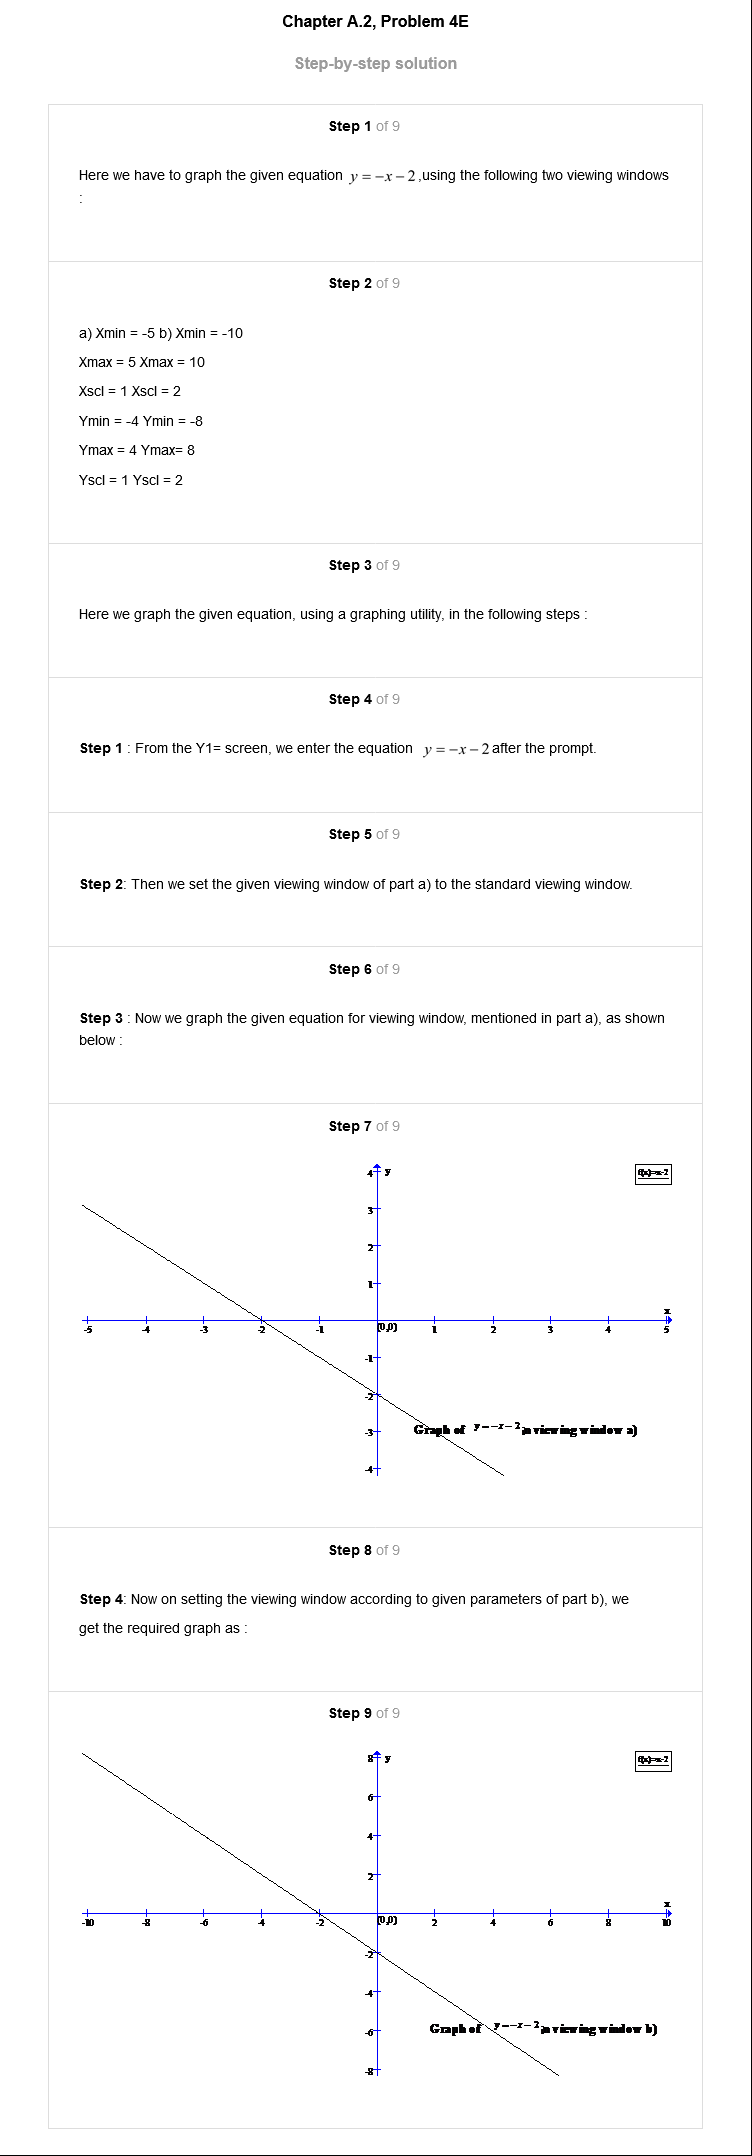 Chapter A.2, Problem 4E
Step-by-step solution
Step 1 of 9
Here we have to graph the given equation y = −x − 2 ,using the following two viewing windows
:
Step 2 of 9
a) Xmin = -5 b) Xmin = -10
Xmax = 5 Xmax = 10
Xscl = 1 Xscl = 2
Ymin = -4 Ymin = -8
Ymax = 4 Ymax= 8
Yscl = 1 Yscl = 2
Step 3 of 9
Here we graph the given equation, using a graphing utility, in the following steps :
Step 4 of 9
Step 1 : From the Y1= screen, we enter the equation y = −x − 2 after the prompt.
Step 5 of 9
Step 2: Then we set the given viewing window of part a) to the standard viewing window.
Step 6 of 9
Step 3 : Now we graph the given equation for viewing window, mentioned in part a), as shown
below :
Step 7 of 9
4 y
3
2
1
x
-5 -4 -3 -2 -1 (0,0) 1 2 3 4 5
-1
-2
-3
Graph of y = −x − 2 viewing window a)
-4
Step 8 of 9
Step 4: Now on setting the viewing window according to given parameters of part b), we
get the required graph as :
Step 9 of 9
8 y
6
4
2
x
-10 -8 -6 -4 -2 (0,0) 2 4 6 8 10
-2
-4
Graph of y = −x − 2 viewing window b)
-6
-8